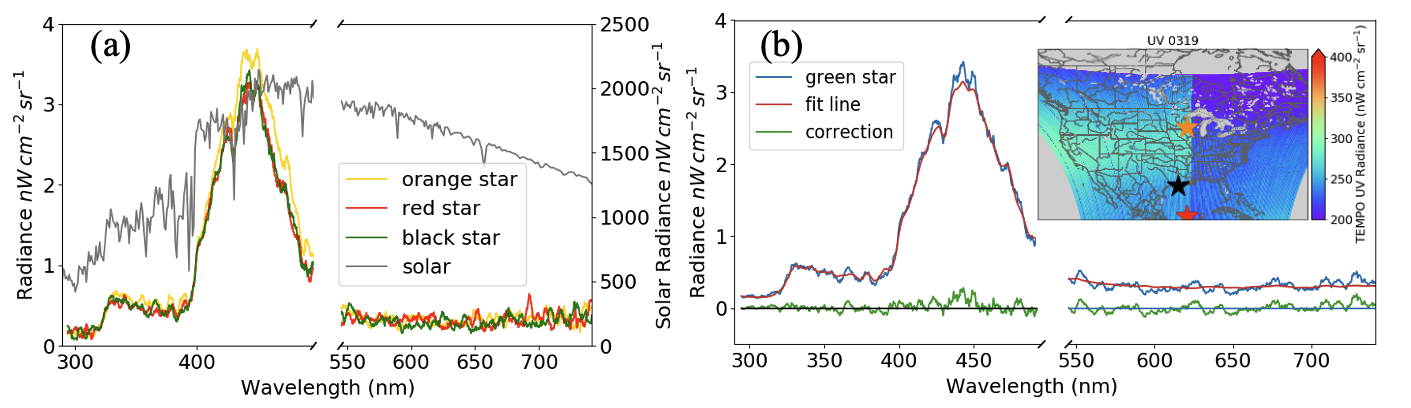 (a)
4
3
2
1
0
Radiance nW cm⁻² sr⁻¹
2500
2000
1500
1000
500
0
Solar Radiance nW cm⁻² sr⁻¹
orange star
red star
black star
solar
300 400 550 600 650 700
Wavelength (nm)
(b)
4
3
2
1
0
Radiance nW cm⁻² sr⁻¹
green star
fit line
correction
UV 0319
400
350
300
250
200
TEMPO UV Radiance (nW cm⁻² sr⁻¹)
300 350 400 450 550 600 650 700
Wavelength (nm)